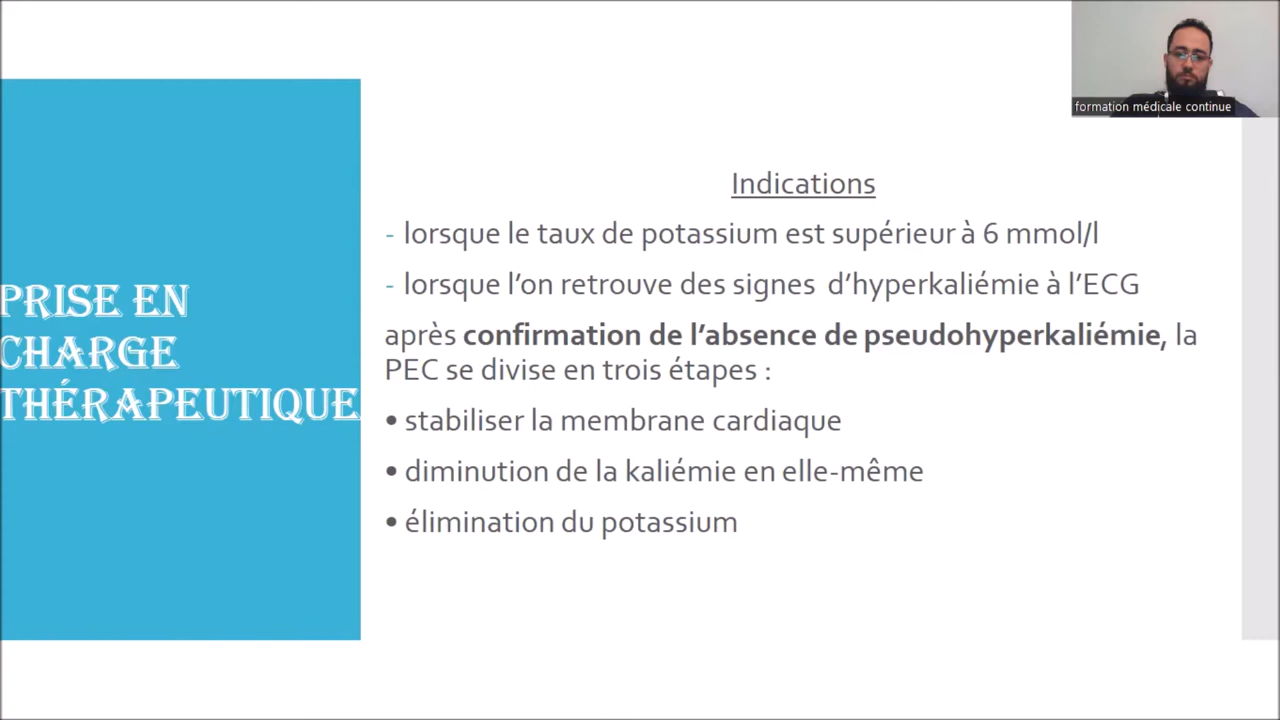 formation médicale continue
PRISE EN
CHARGE
THÉRAPEUTIQUE
Indications
- lorsque le taux de potassium est supérieur à 6 mmol/l
- lorsque l’on retrouve des signes d’hyperkaliémie à l’ECG
après confirmation de l’absence de pseudohyperkaliémie, la
PEC se divise en trois étapes :
• stabiliser la membrane cardiaque
• diminution de la kaliémie en elle-même
• élimination du potassium